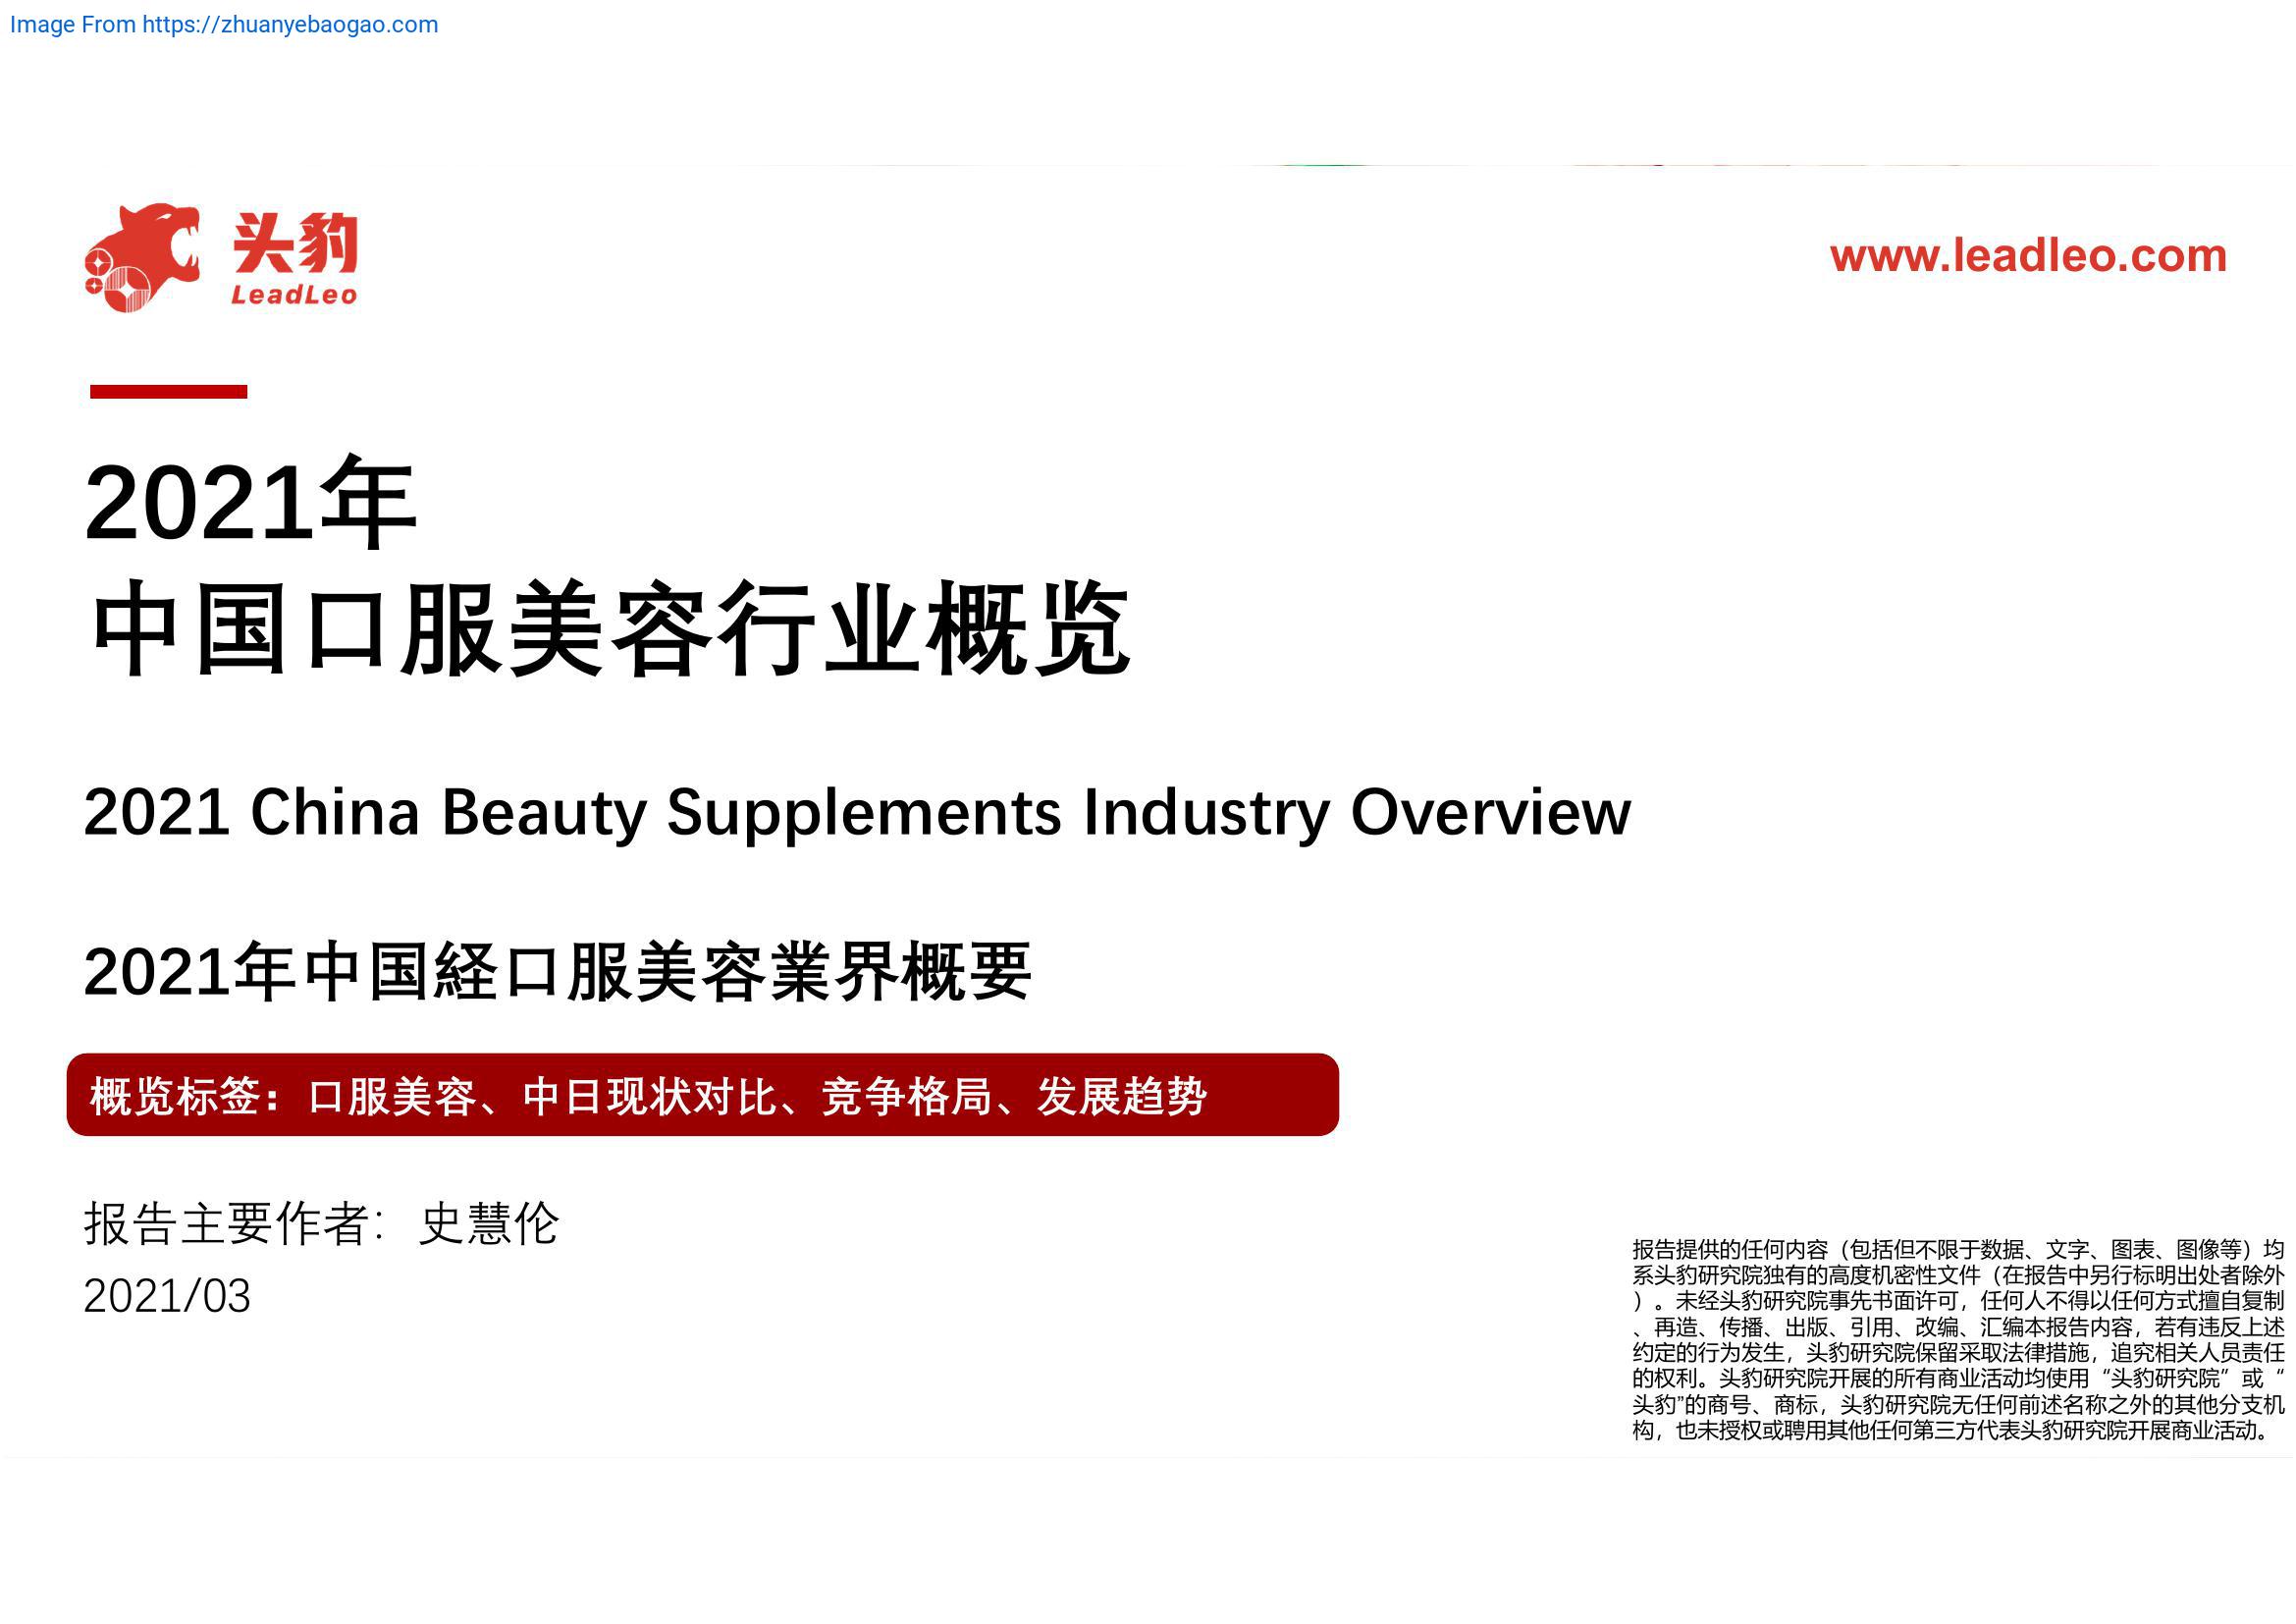 Image From https://zhuanyebaogao.com
头豹
LeadLeo
www.leadleo.com
2021年
中国口服美容行业概览
2021 China Beauty Supplements Industry Overview
2021年中国経口服美容業界概要
概览标签：口服美容、中日现状对比、竞争格局、发展趋势
报告主要作者：史慧伦
2021/03
报告提供的任何内容（包括但不限于数据、文字、图表、图像等）均
系头豹研究院独有的高度机密性文件（在报告中另行标明出处者除外
）。未经头豹研究院事先书面许可，任何人不得以任何方式擅自复制
、再造、传播、出版、引用、改编、汇编本报告内容，若有违反上述
约定的行为发生，头豹研究院保留采取法律措施，追究相关人员责任
的权利。头豹研究院开展的所有商业活动均使用“头豹研究院”或“
头豹”的商号、商标，头豹研究院无任何前述名称之外的其他分支机
构，也未授权或聘用其他任何第三方代表头豹研究院开展商业活动。